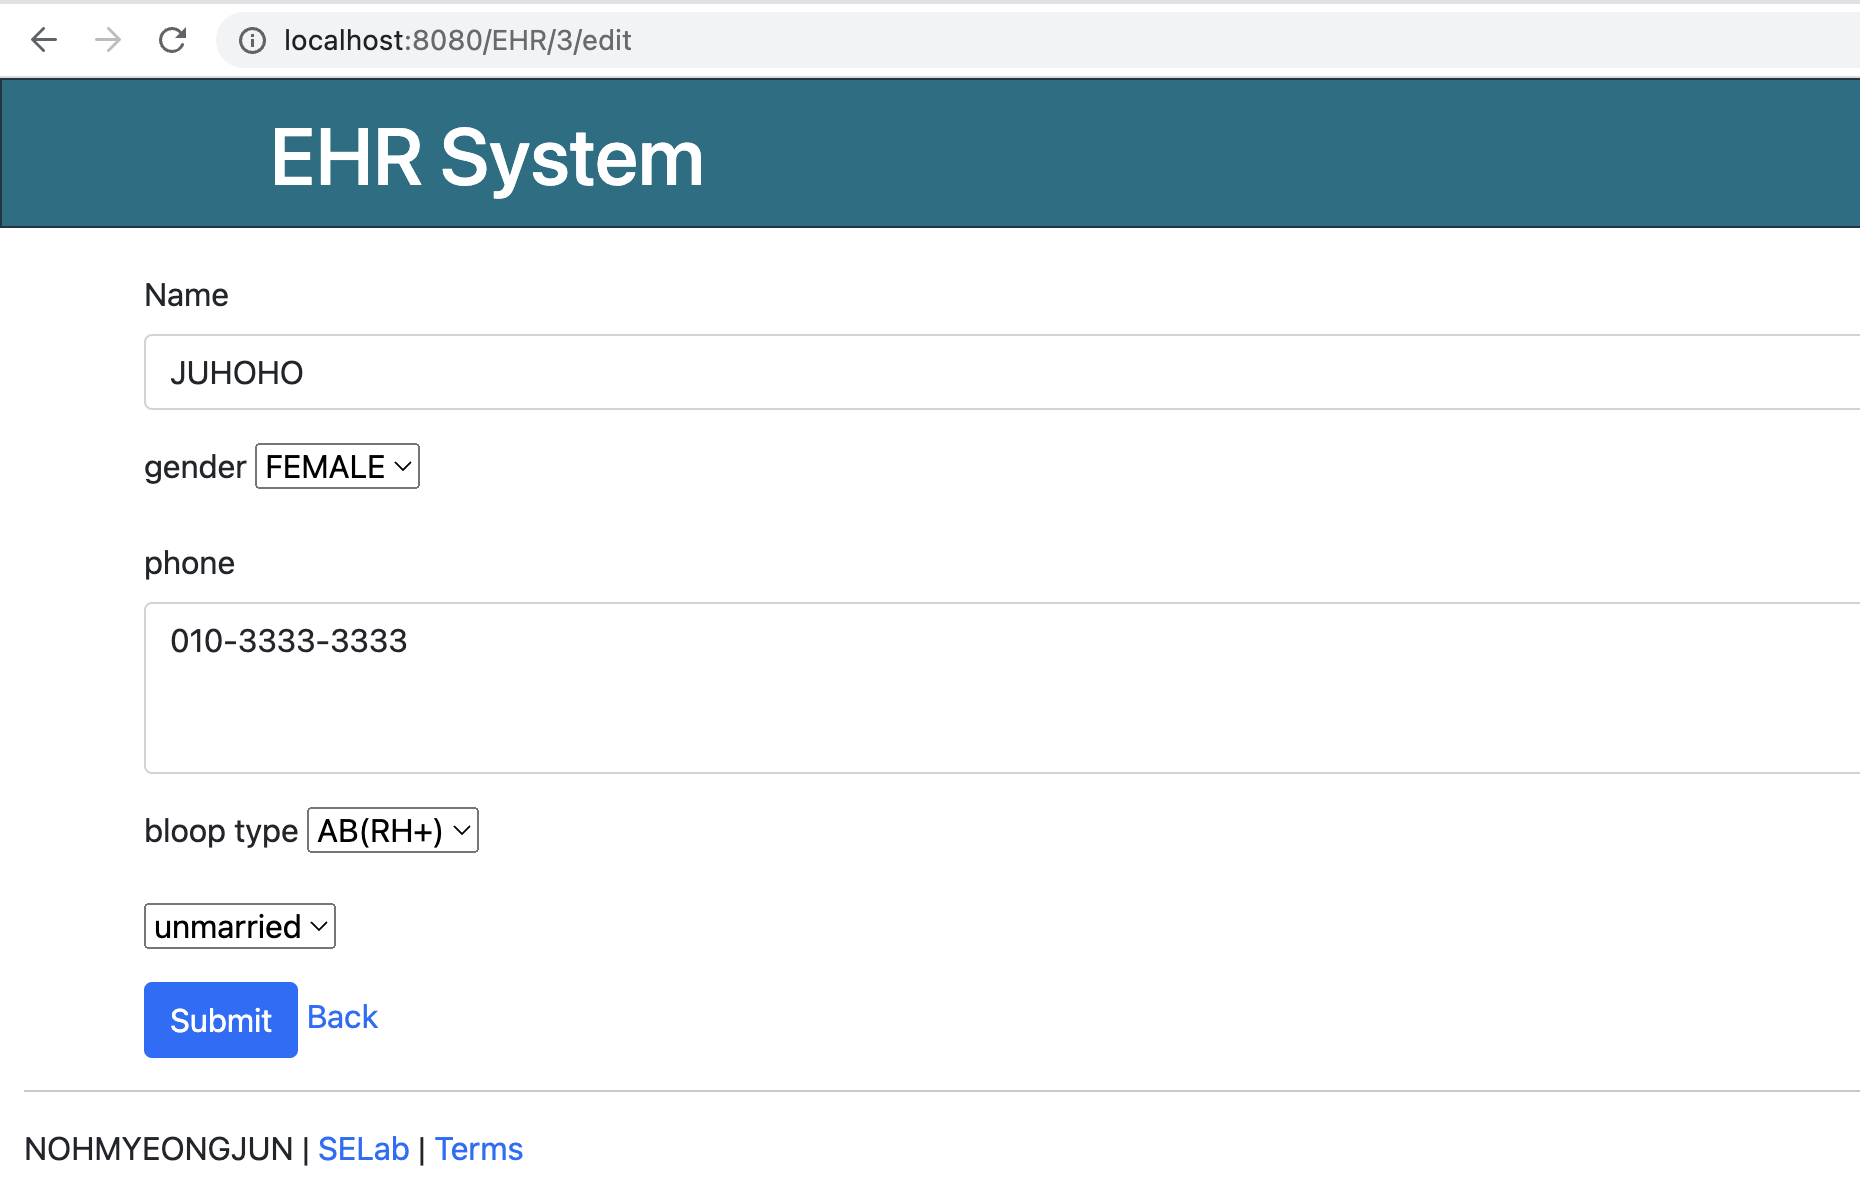 localhost:8080/EHR/3/edit
EHR System
Name
JUHOHO
gender FEMALE
phone
010-3333-3333
bloop type AB(RH+)
unmarried
Submit Back
NOHMYEONGJUN | SELab | Terms